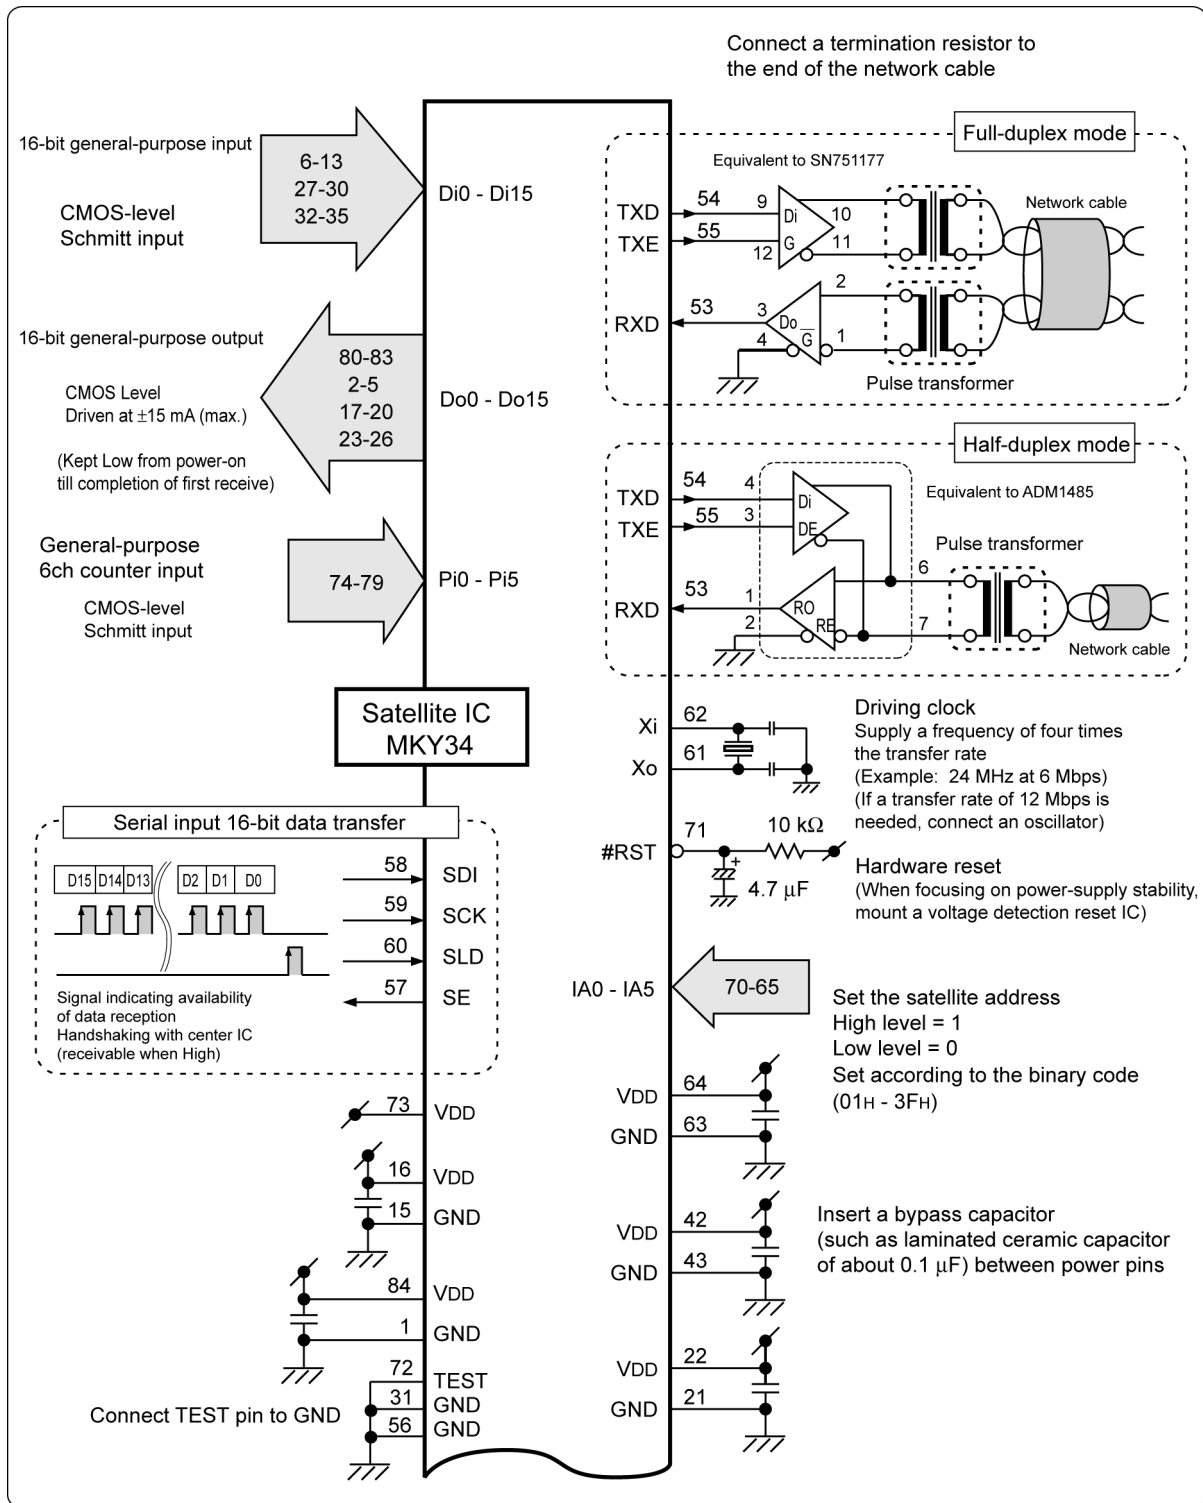 Connect a termination resistor to
the end of the network cable
16-bit general-purpose input
CMOS-level
Schmitt input
6-13
27-30
32-35
Di0 - Di15
16-bit general-purpose output
CMOS Level
Driven at ±15 mA (max.)
(Kept Low from power-on
till completion of first receive)
80-83
2-5
17-20
23-26
Do0 - Do15
General-purpose
6ch counter input
CMOS-level
Schmitt input
74-79
Pi0 - Pi5
Satellite IC
MKY34
Serial input 16-bit data transfer
D15 D14 D13 D2 D1 D0
58 SDI
59 SCK
60 SLD
57 SE
Signal indicating availability
of data reception
Handshaking with center IC
(receivable when High)
73 VDD
16 VDD
15 GND
84 VDD
1 GND
72 TEST
31 GND
56 GND
Connect TEST pin to GND
Full-duplex mode
Equivalent to SN751177
TXD 54 9 Di 10
TXE 55 12 G 11
Network cable
RXD 53 3 Do 2
4 G 1
Pulse transformer
Half-duplex mode
Equivalent to ADM1485
TXD 54 4 Di
TXE 55 3 DE
Pulse transformer
6
RXD 53 1 RO
2 RE 7
Network cable
Xi 62
Xo 61
Driving clock
Supply a frequency of four times
the transfer rate
(Example: 24 MHz at 6 Mbps)
(If a transfer rate of 12 Mbps is
needed, connect an oscillator)
#RST 71 10 kΩ
+
4.7 μF
Hardware reset
(When focusing on power-supply stability,
mount a voltage detection reset IC)
IA0 - IA5 70-65
Set the satellite address
High level = 1
Low level = 0
Set according to the binary code
(01H - 3FH)
VDD 64
GND 63
VDD 42
GND 43
Insert a bypass capacitor
(such as laminated ceramic capacitor
of about 0.1 μF) between power pins
VDD 22
GND 21